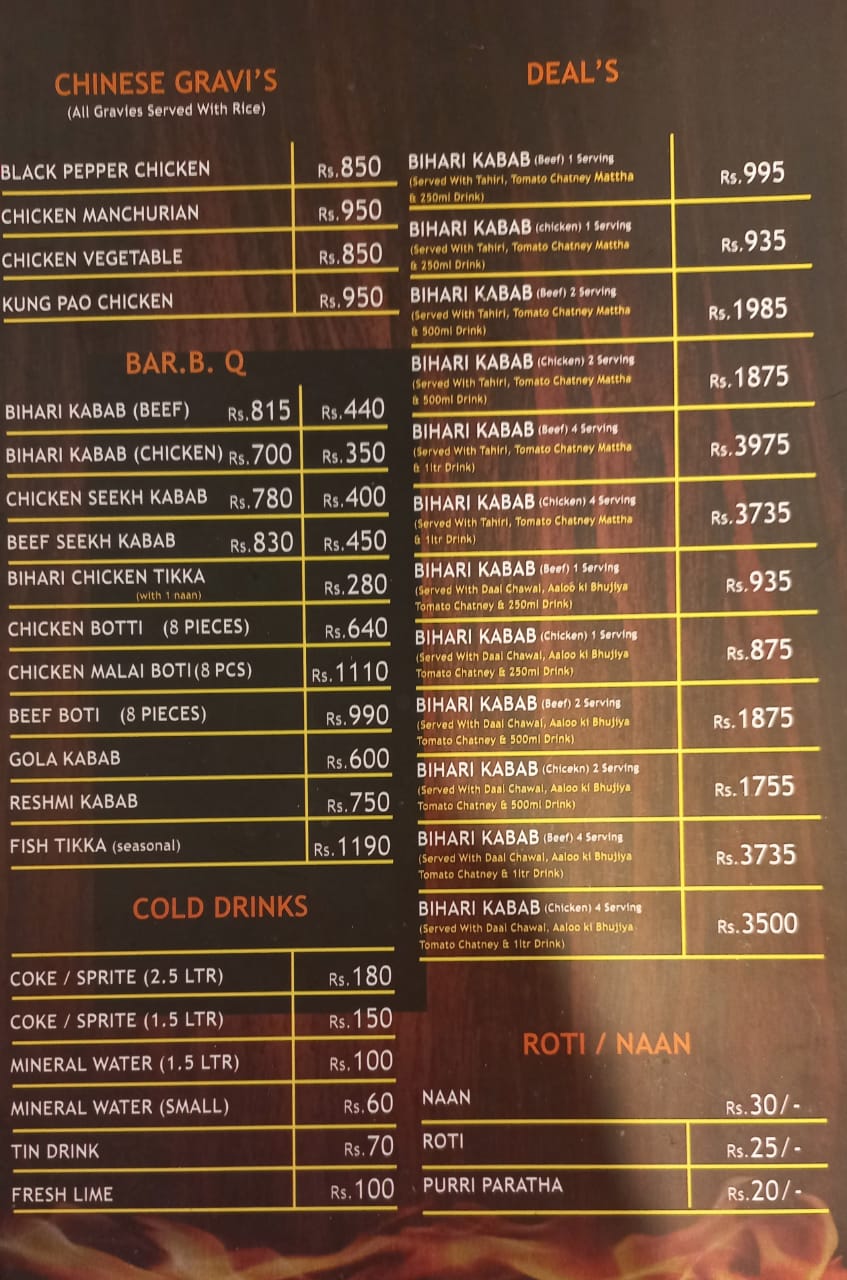 CHINESE GRAVI'S
(All Gravies Served With Rice)
BLACK PEPPER CHICKEN Rs.850
CHICKEN MANCHURIAN Rs.950
CHICKEN VEGETABLE Rs.850
KUNG PAO CHICKEN Rs.950
BAR.B. Q
BIHARI KABAB (BEEF) Rs.815 Rs.440
BIHARI KABAB (CHICKEN) Rs.700 Rs.350
CHICKEN SEEKH KABAB Rs.780 Rs.400
BEEF SEEKH KABAB Rs.830 Rs.450
BIHARI CHICKEN TIKKA Rs.280
(with 1 naan)
CHICKEN BOTTI (8 PIECES) Rs.640
CHICKEN MALAI BOTI(8 PCS) Rs.1110
BEEF BOTI (8 PIECES) Rs.990
GOLA KABAB Rs.600
RESHMI KABAB Rs.750
FISH TIKKA (seasonal) Rs.1190
COLD DRINKS
COKE / SPRITE (2.5 LTR) Rs.180
COKE / SPRITE (1.5 LTR) Rs.150
MINERAL WATER (1.5 LTR) Rs.100
MINERAL WATER (SMALL) Rs.60
TIN DRINK Rs.70
FRESH LIME Rs.100
DEAL'S
BIHARI KABAB (Beef) 1 Serving Rs.995
(Served With Tahiri, Tomato Chatney Mattha
& 250ml Drink)
BIHARI KABAB (chicken) 1 Serving Rs.935
(Served With Tahiri, Tomato Chatney Mattha
& 250ml Drink)
BIHARI KABAB (Beef) 2 Serving Rs.1985
(Served With Tahiri, Tomato Chatney Mattha
& 500ml Drink)
BIHARI KABAB (Chicken) 2 Serving Rs.1875
(Served With Tahiri, Tomato Chatney Mattha
& 500ml Drink)
BIHARI KABAB (Beef) 4 Serving Rs.3975
(Served With Tahiri, Tomato Chatney Mattha
& 1ltr Drink)
BIHARI KABAB (Chicken) 4 Serving Rs.3735
(Served With Tahiri, Tomato Chatney Mattha
& 1ltr Drink)
BIHARI KABAB (Beef) 1 Serving Rs.935
(Served With Daal Chawal, Aaloo ki Bhujiya
Tomato Chatney & 250ml Drink)
BIHARI KABAB (Chicken) 1 Serving Rs.875
(Served With Daal Chawal, Aaloo ki Bhujiya
Tomato Chatney & 250ml Drink)
BIHARI KABAB (Beef) 2 Serving Rs.1875
(Served With Daal Chawal, Aaloo ki Bhujiya
Tomato Chatney & 500ml Drink)
BIHARI KABAB (Chicekn) 2 Serving Rs.1755
(Served With Daal Chawal, Aaloo ki Bhujiya
Tomato Chatney & 500ml Drink)
BIHARI KABAB (Beef) 4 Serving Rs.3735
(Served With Daal Chawal, Aaloo ki Bhujiya
Tomato Chatney & 1ltr Drink)
BIHARI KABAB (Chicken) 4 Serving Rs.3500
(Served With Daal Chawal, Aaloo ki Bhujiya
Tomato Chatney & 1ltr Drink)
ROTI / NAAN
NAAN Rs.30/-
ROTI Rs.25/-
PURRI PARATHA Rs.20/-